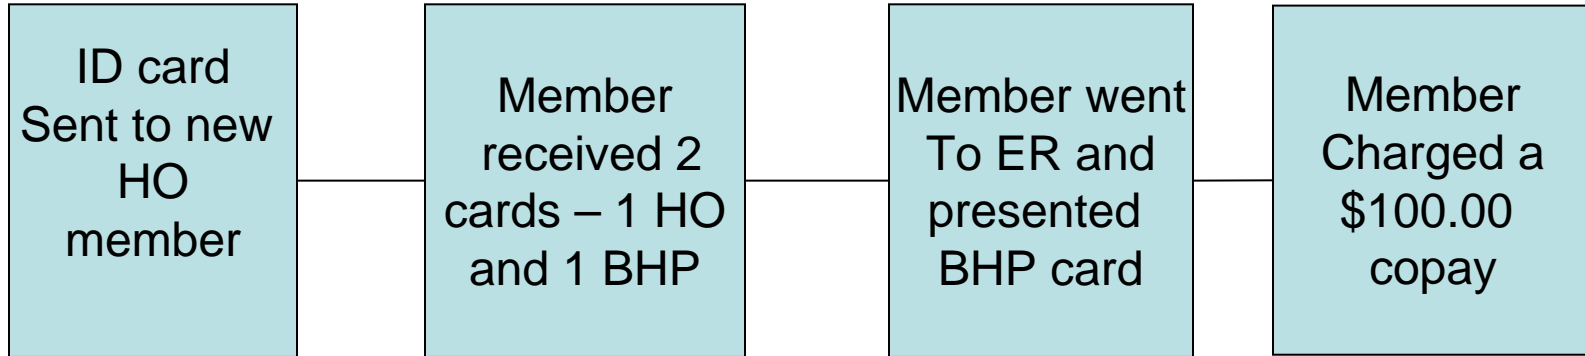 ID card
Sent to new
HO
member
Member
received 2
cards – 1 HO
and 1 BHP
Member went
To ER and
presented
BHP card
Member
Charged a
$100.00
copay